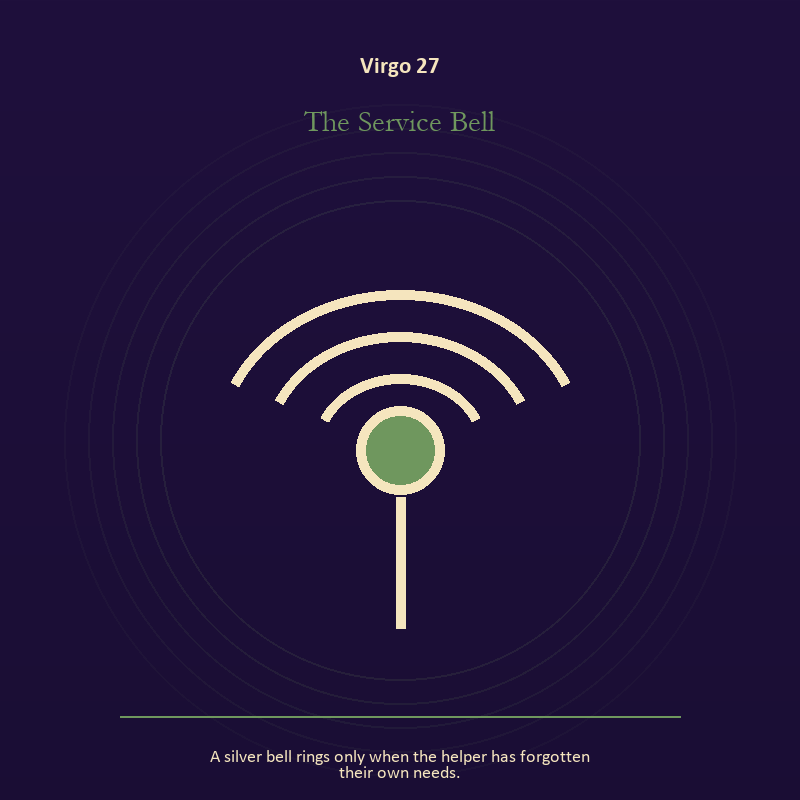 Virgo 27
The Service Bell
A silver bell rings only when the helper has forgotten
their own needs.